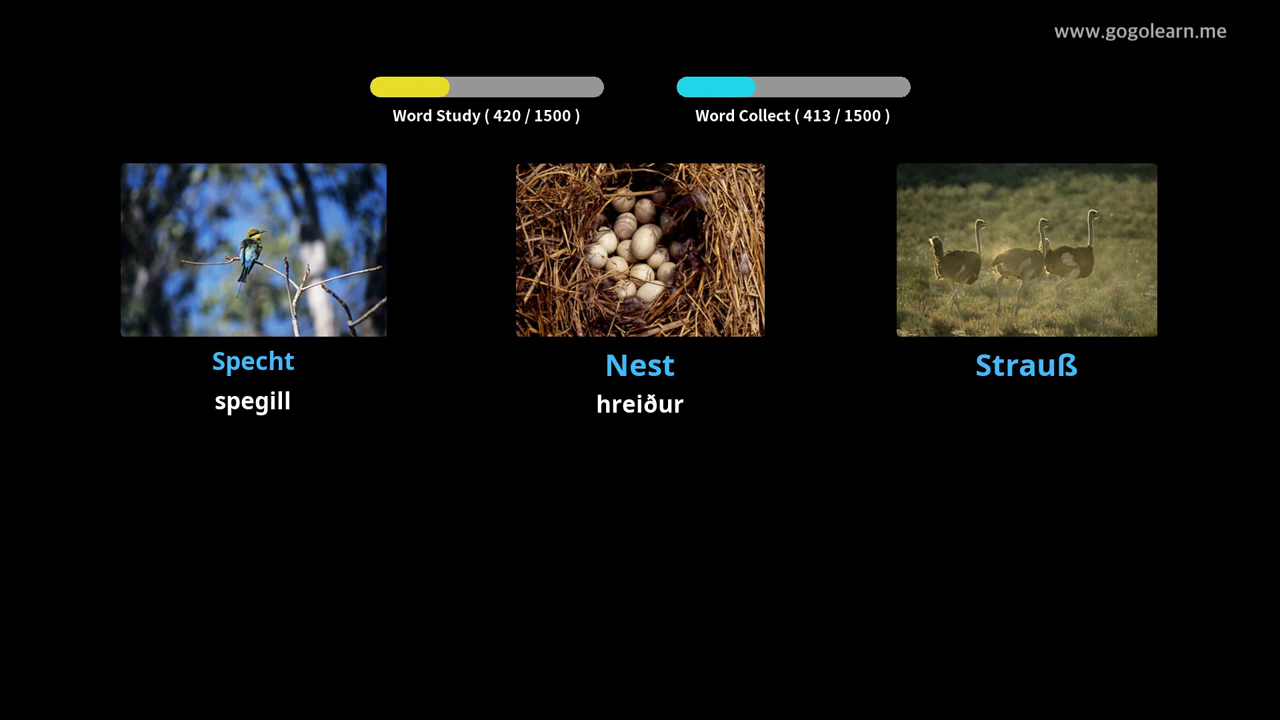 www.gogolearn.me
Word Study ( 420 / 1500 )
Word Collect ( 413 / 1500 )
Specht
Nest
Strauß
spegill
hreiður